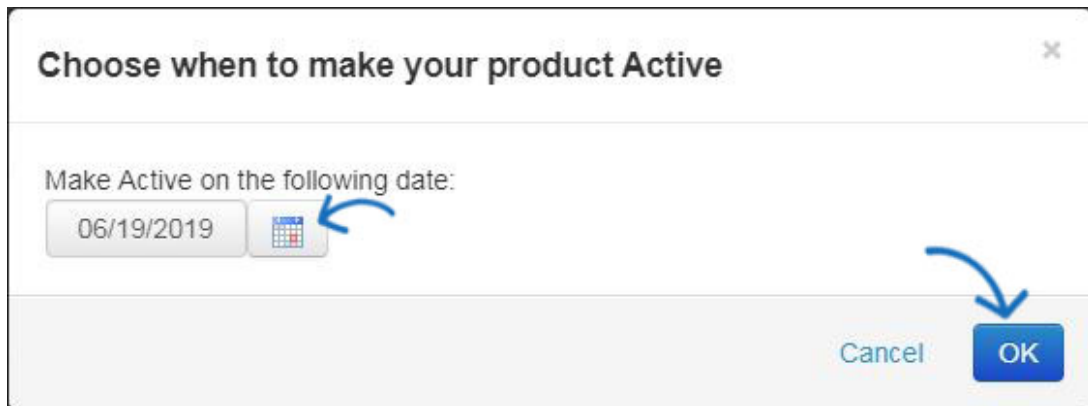 Choose when to make your product Active
×
Make Active on the following date:
06/19/2019
Cancel OK